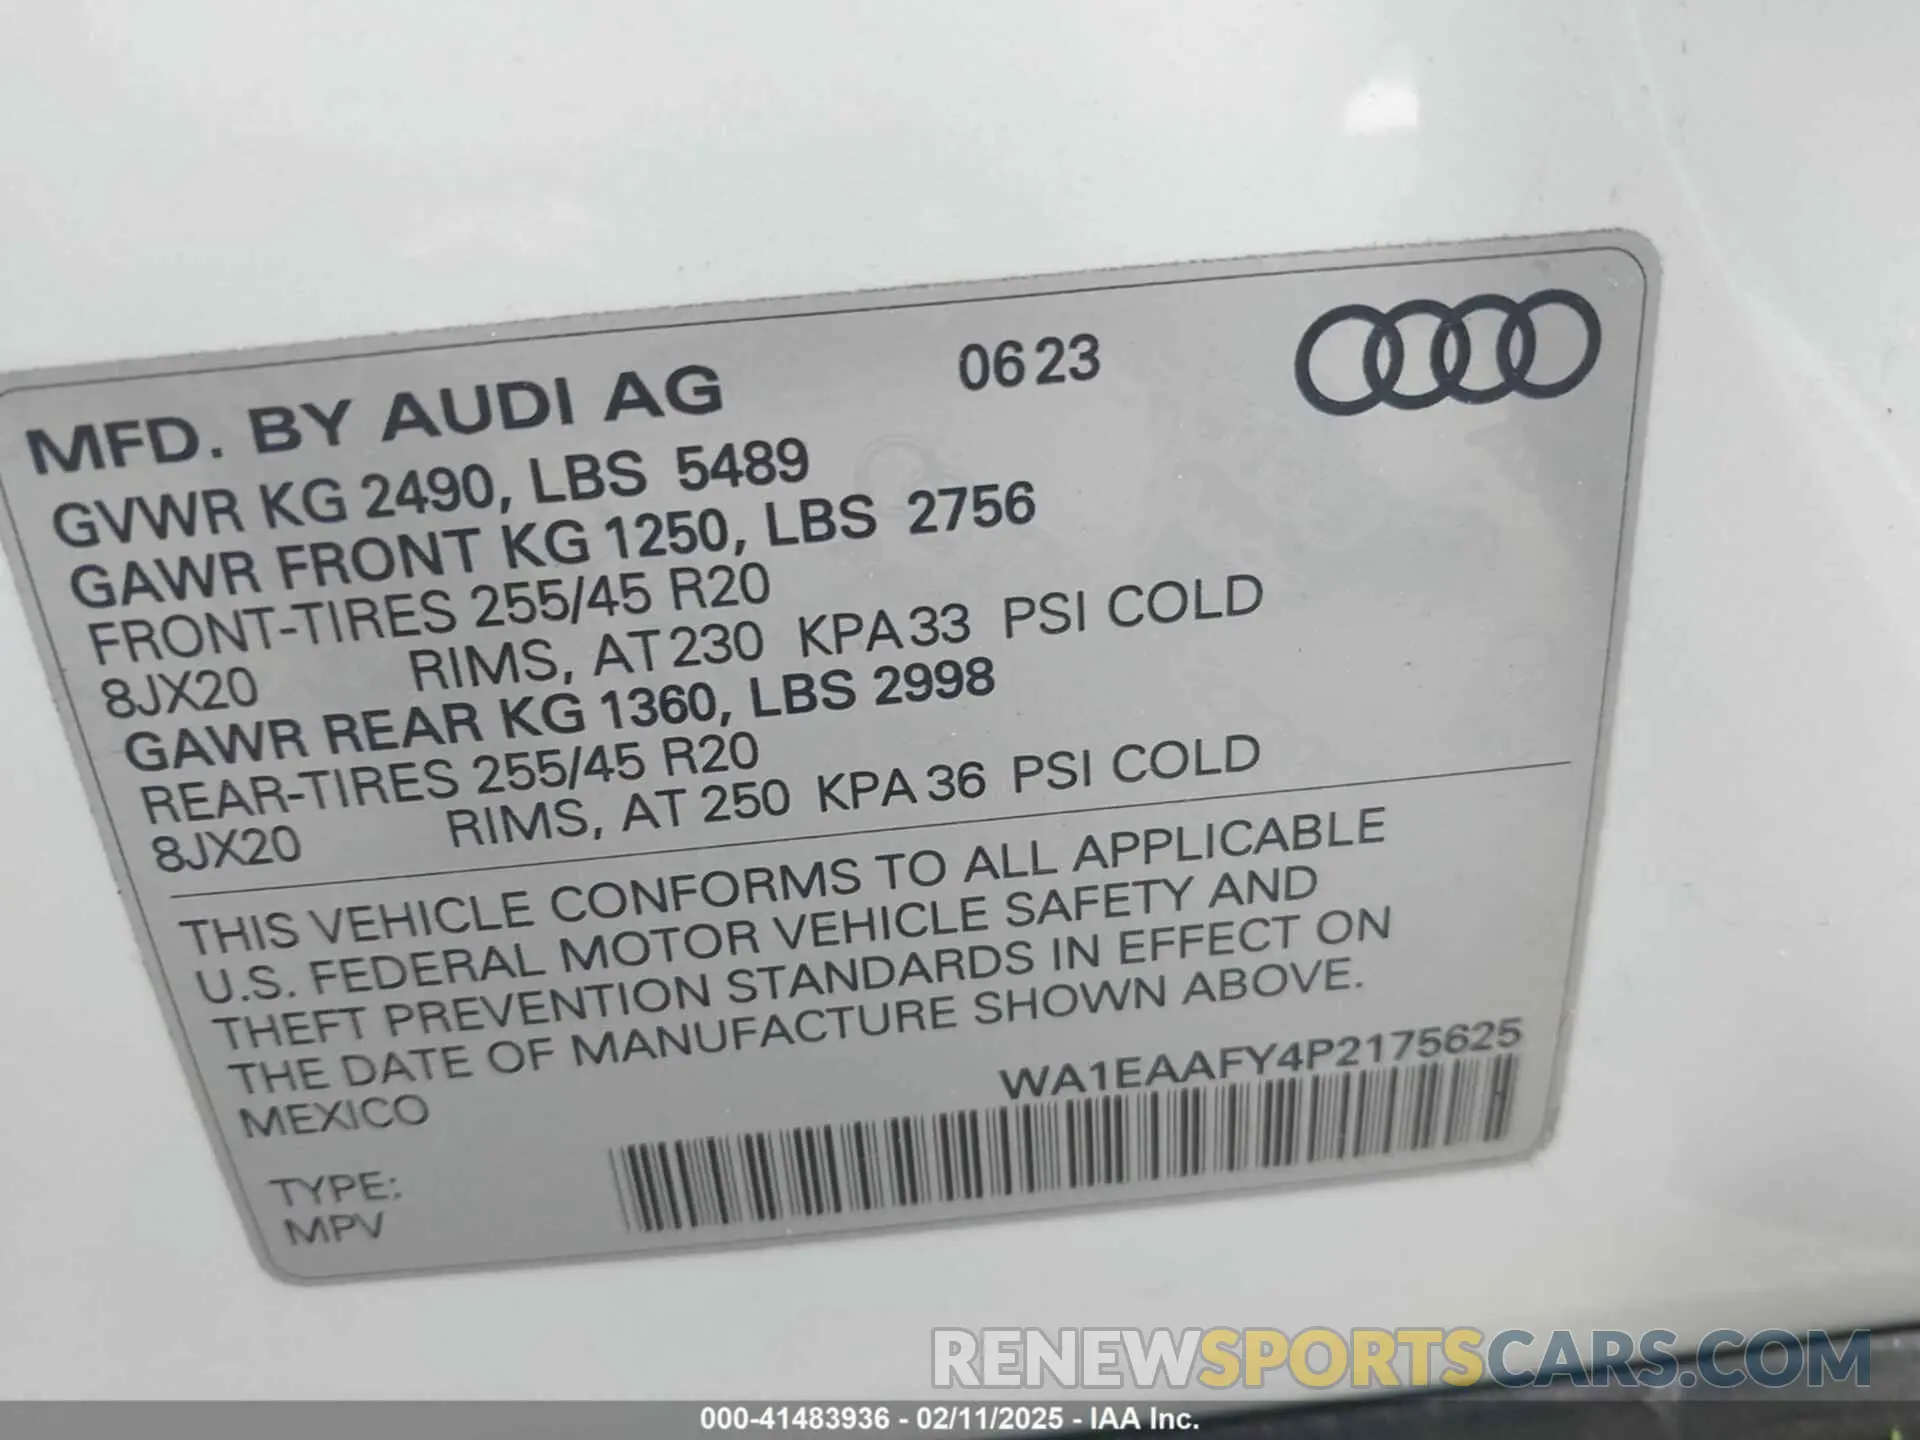 MFD. BY AUDI AG 0623
GVWR KG 2490, LBS 5489
GAWR FRONT KG 1250, LBS 2756
FRONT-TIRES 255/45 R20
8JX20 RIMS, AT 230 KPA 33 PSI COLD
GAWR REAR KG 1360, LBS 2998
REAR-TIRES 255/45 R20
8JX20 RIMS, AT 250 KPA 36 PSI COLD
THIS VEHICLE CONFORMS TO ALL APPLICABLE
U.S. FEDERAL MOTOR VEHICLE SAFETY AND
THEFT PREVENTION STANDARDS IN EFFECT ON
THE DATE OF MANUFACTURE SHOWN ABOVE.
MEXICO WA1EAAFY4P2175625
TYPE:
MPV
RENEWSPORTSCARS.COM
000-41483936 - 02/11/2025 - IAA Inc.